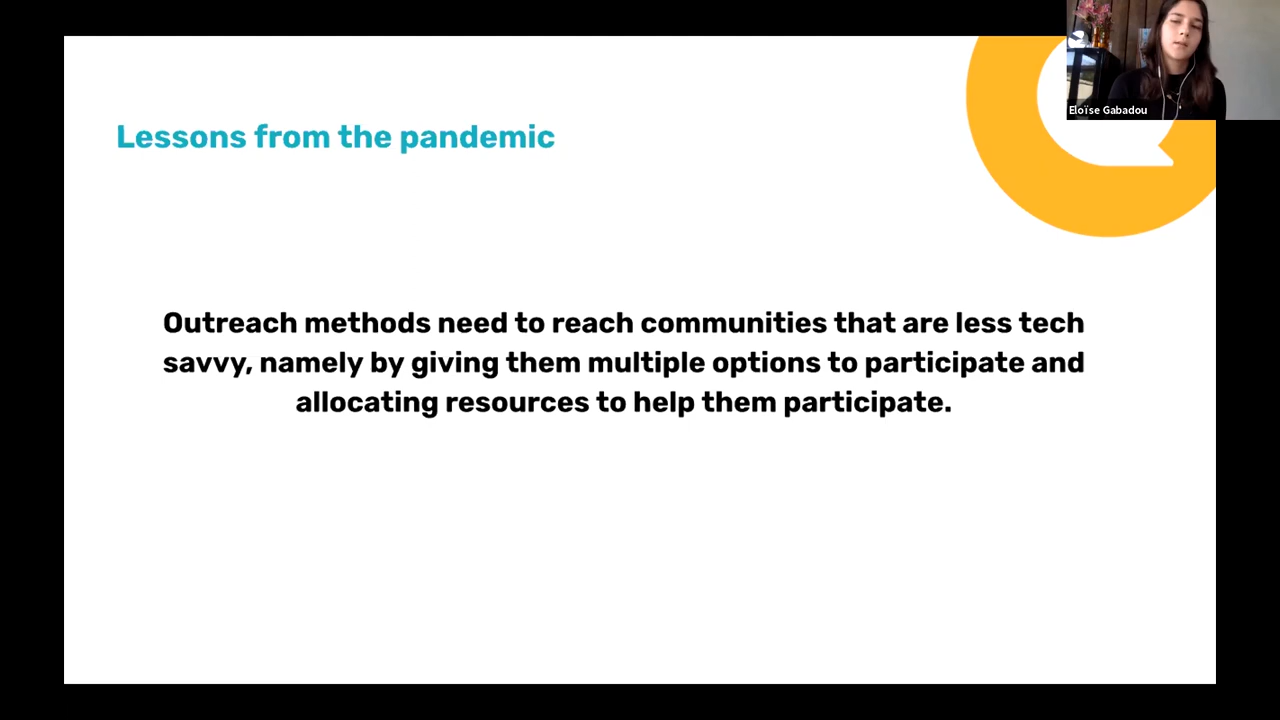 Eloïse Gabadou
Lessons from the pandemic
Outreach methods need to reach communities that are less tech
savvy, namely by giving them multiple options to participate and
allocating resources to help them participate.